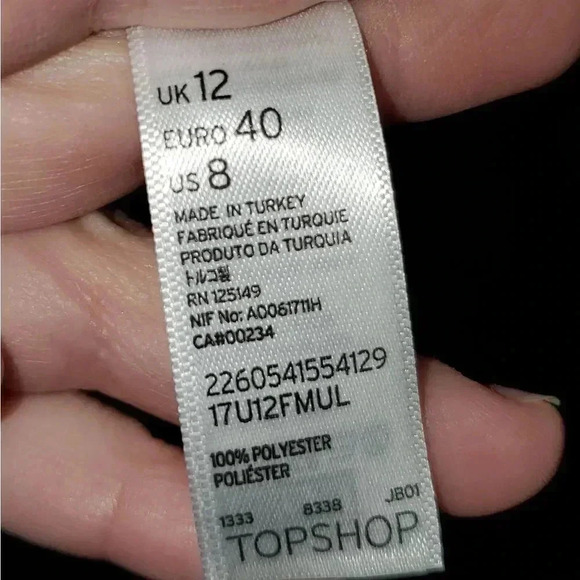 UK 12
EURO 40
US 8
MADE IN TURKEY
FABRIQUÉ EN TURQUIE
PRODUTO DA TURQUIA
トルコ製
RN 125149
NIF No: A0061711H
CA#00234
2260541554129
17U12FMUL
100% POLYESTER
POLIÉSTER
1333 8338 JB01
TOPSHOP